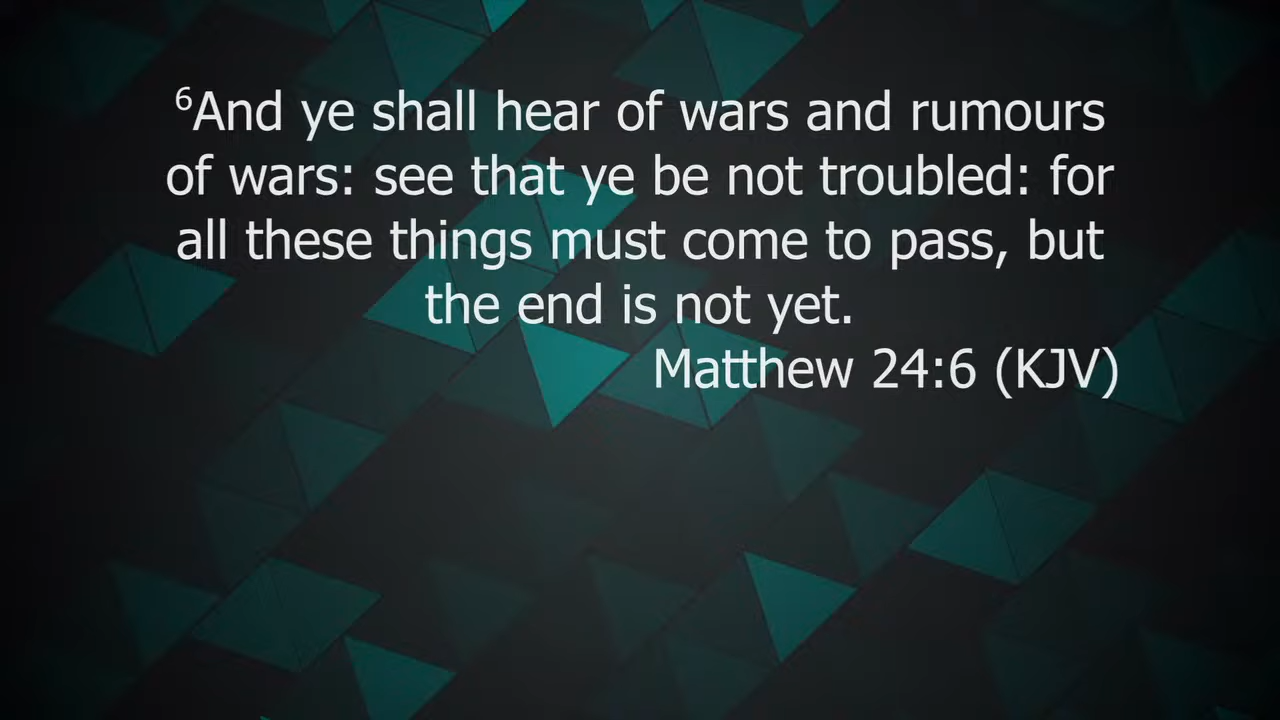 ⁶And ye shall hear of wars and rumours
of wars: see that ye be not troubled: for
all these things must come to pass, but
the end is not yet.
Matthew 24:6 (KJV)